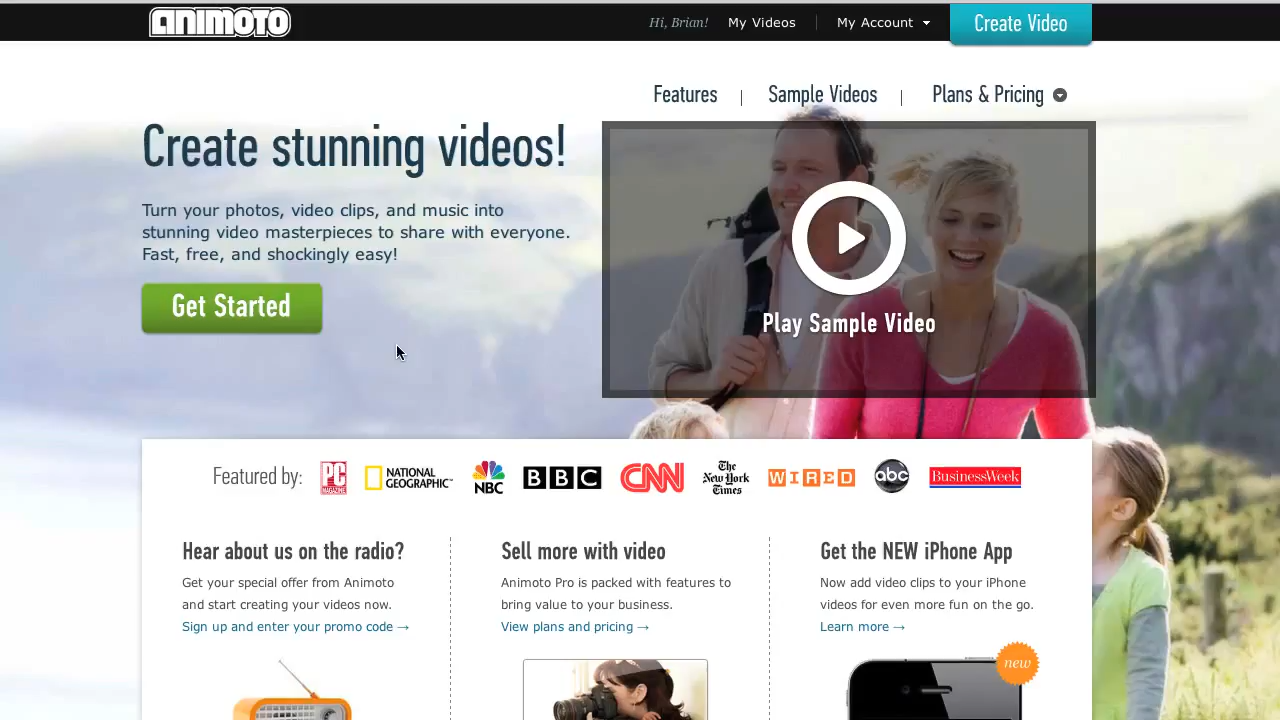 ANIMOTO
Hi, Brian!
My Videos
My Account
Create Video
Features
Sample Videos
Plans & Pricing
Create stunning videos!
Turn your photos, video clips, and music into
stunning video masterpieces to share with everyone.
Fast, free, and shockingly easy!
Get Started
Play Sample Video
Featured by:
PC
MAGAZINE
NATIONAL
GEOGRAPHIC™
NBC
BBC
CNN
The
New York
Times
WIRED
abc
BusinessWeek
Hear about us on the radio?
Get your special offer from Animoto
and start creating your videos now.
Sign up and enter your promo code →
Sell more with video
Animoto Pro is packed with features to
bring value to your business.
View plans and pricing →
Get the NEW iPhone App
Now add video clips to your iPhone
videos for even more fun on the go.
Learn more →
new